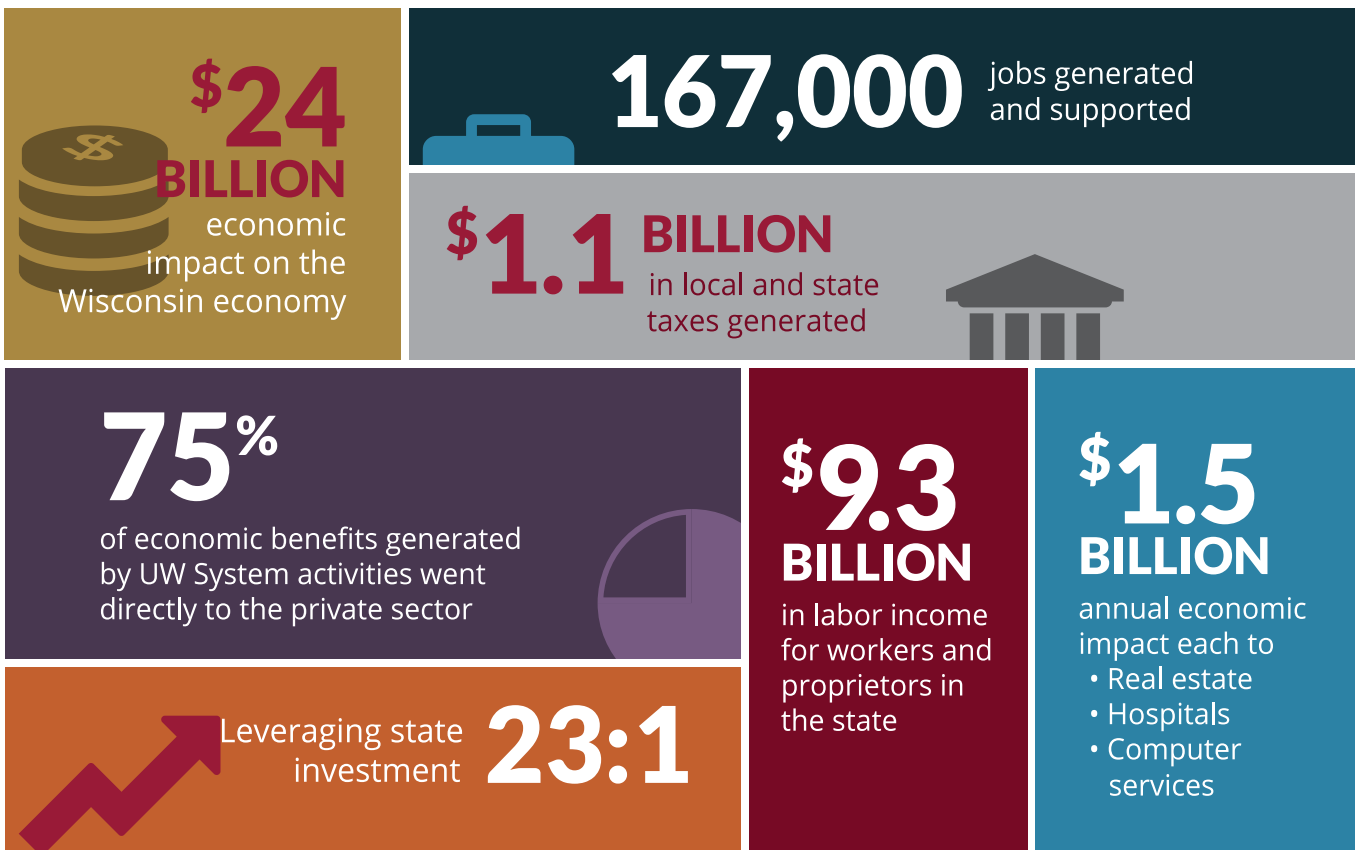 $24
BILLION
economic
impact on the
Wisconsin economy
167,000
jobs generated
and supported
$1.1 BILLION
in local and state
taxes generated
75%
of economic benefits generated
by UW System activities went
directly to the private sector
Leveraging state
investment
23:1
$9.3
BILLION
in labor income
for workers and
proprietors in
the state
$1.5
BILLION
annual economic
impact each to
• Real estate
• Hospitals
• Computer
services